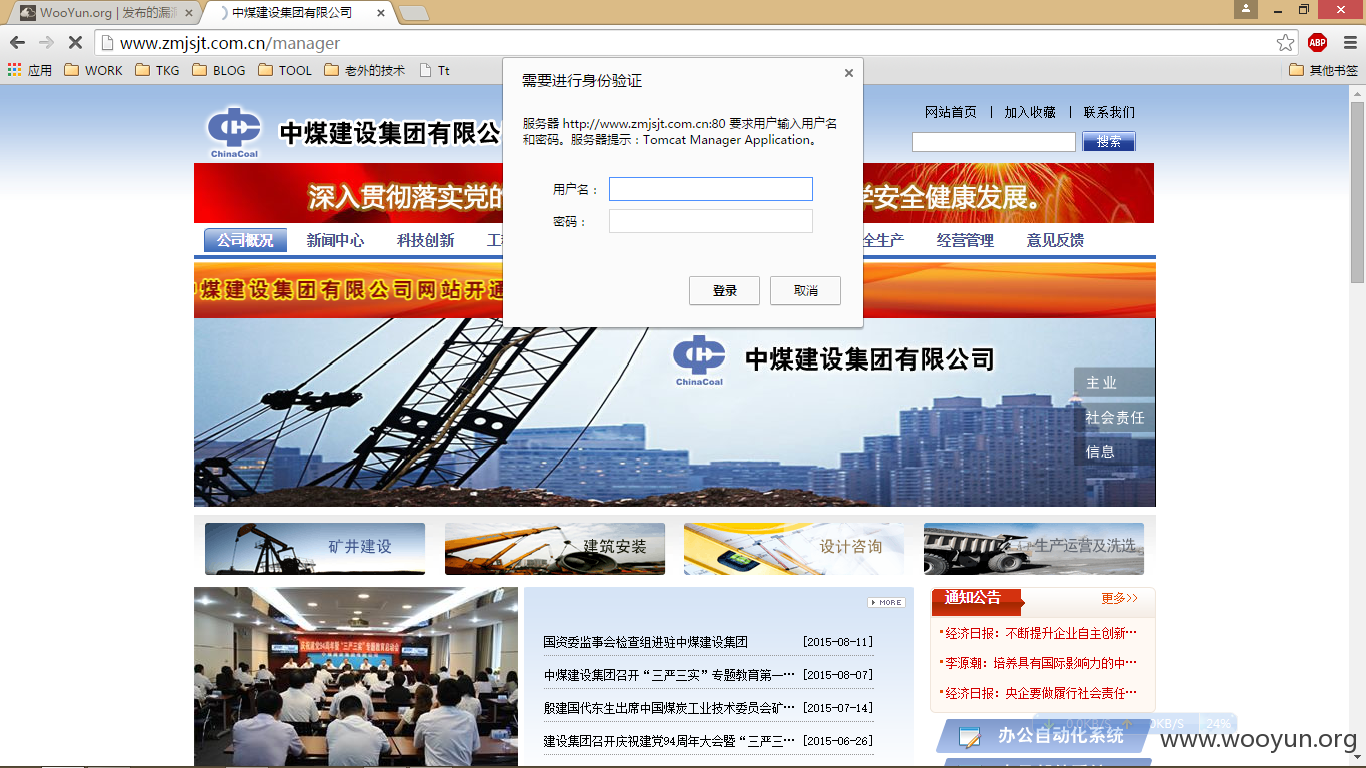 WooYun.org | 发布的漏洞
中煤建设集团有限公司
www.zmjsjt.com.cn/manager
ABP
应用 WORK TKG BLOG TOOL 老外的技术 Tt 其他书签
需要进行身份验证
服务器 http://www.zmjsjt.com.cn:80 要求用户输入用户名
和密码。服务器提示：Tomcat Manager Application。
用户名：
密码：
登录 取消
ChinaCoal
中煤建设集团有限公
网站首页 | 加入收藏 | 联系我们
搜索
深入贯彻落实党的
学安全健康发展。
公司概况 新闻中心 科技创新 工
全生产 经营管理 意见反馈
中煤建设集团有限公司网站开通
ChinaCoal
中煤建设集团有限公司
主业
社会责任
信息
矿井建设 建筑安装 设计咨询 生产运营及洗选
MORE
国资委监事会检查组进驻中煤建设集团 [2015-08-11]
中煤建设集团召开“三严三实”专题教育第一… [2015-08-07]
殷建国代东生出席中国煤炭工业技术委员会矿… [2015-07-14]
建设集团召开庆祝建党94周年大会暨“三严三… [2015-06-26]
通知公告 更多>>
经济日报：不断提升企业自主创新…
李源潮：培养具有国际影响力的中…
经济日报：央企要做履行社会责任…
0.0KB/S 0KB/S 24%
办公自动化系统
www.wooyun.org